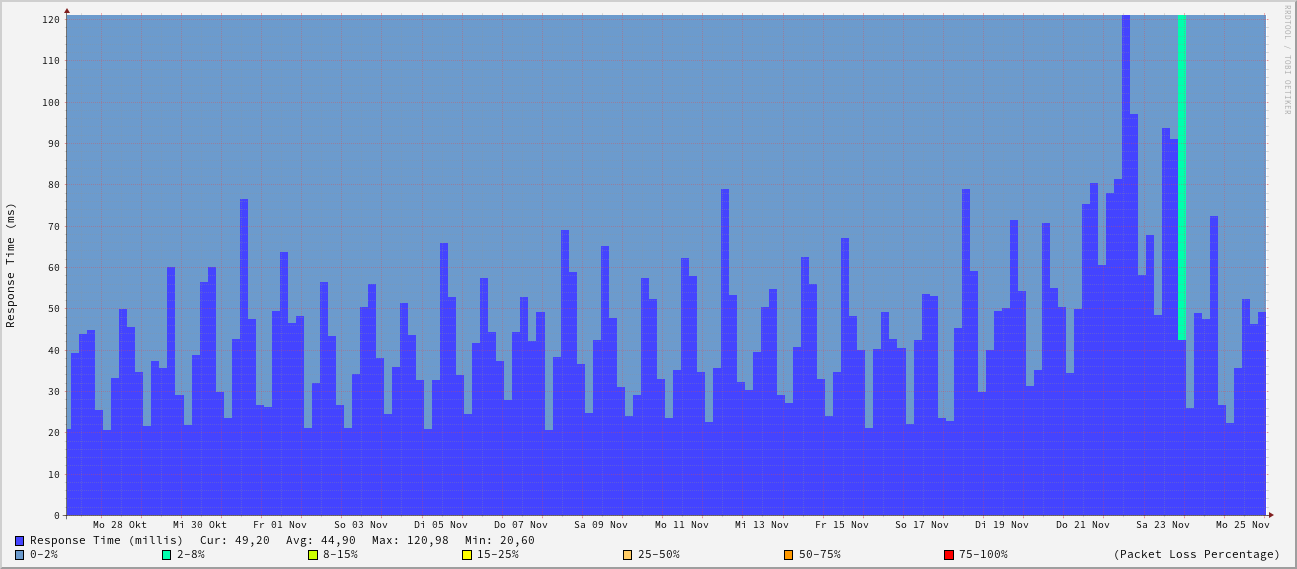 RRDTOOL / TOBI OETIKER
Response Time (ms)
120
110
100
90
80
70
60
50
40
30
20
10
0
Mo 28 Okt Mi 30 Okt Fr 01 Nov So 03 Nov Di 05 Nov Do 07 Nov Sa 09 Nov Mo 11 Nov Mi 13 Nov Fr 15 Nov So 17 Nov Di 19 Nov Do 21 Nov Sa 23 Nov Mo 25 Nov
Response Time (millis) Cur: 49,20 Avg: 44,90 Max: 120,98 Min: 20,60
0-2% 2-8% 8-15% 15-25% 25-50% 50-75% 75-100% (Packet Loss Percentage)